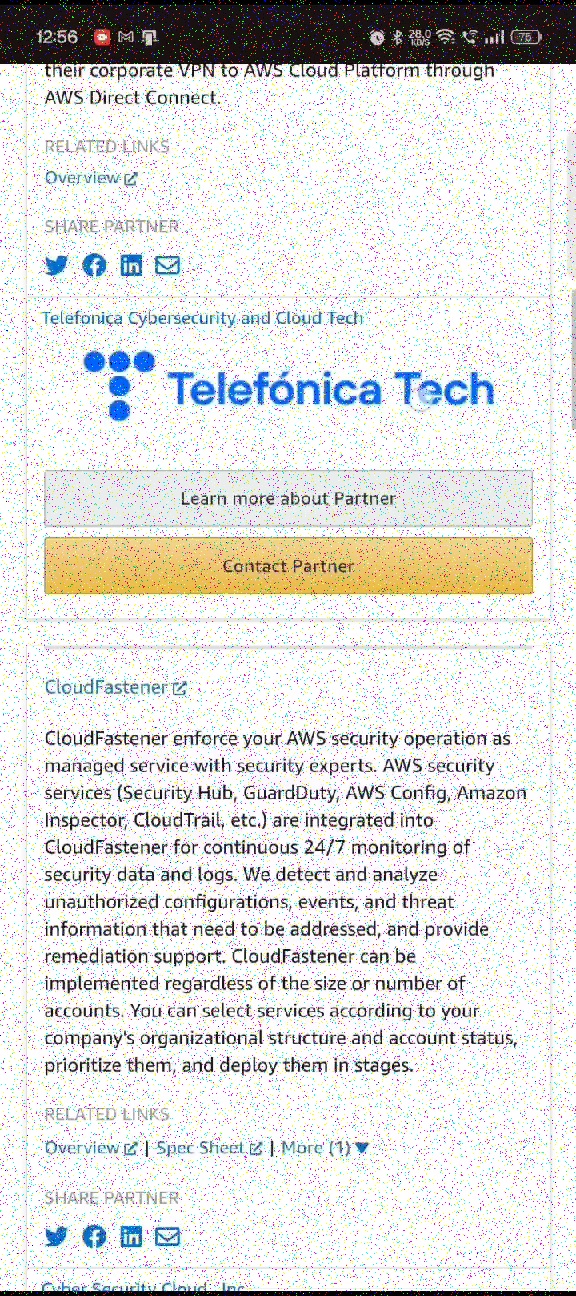 12:56
28.0
KB/S
75
their corporate VPN to AWS Cloud Platform through
AWS Direct Connect.
RELATED LINKS
Overview
SHARE PARTNER
Telefonica Cybersecurity and Cloud Tech
Telefónica Tech
Learn more about Partner
Contact Partner
CloudFastener
CloudFastener enforce your AWS security operation as
managed service with security experts. AWS security
services (Security Hub, GuardDuty, AWS Config, Amazon
Inspector, CloudTrail, etc.) are integrated into
CloudFastener for continuous 24/7 monitoring of
security data and logs. We detect and analyze
unauthorized configurations, events, and threat
information that need to be addressed, and provide
remediation support. CloudFastener can be
implemented regardless of the size or number of
accounts. You can select services according to your
company's organizational structure and account status,
prioritize them, and deploy them in stages.
RELATED LINKS
Overview | Spec Sheet | More (1)
SHARE PARTNER
Cyber Security Cloud , Inc.